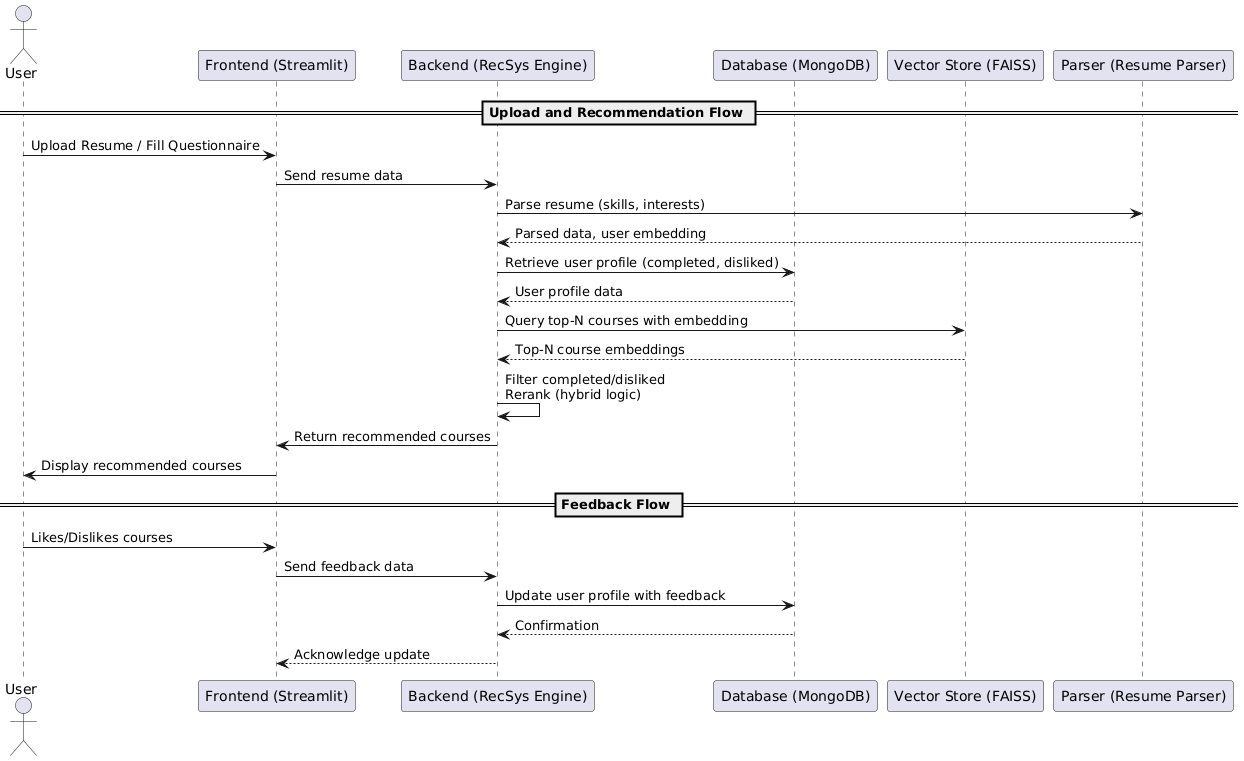 User
Frontend (Streamlit)
Backend (RecSys Engine)
Database (MongoDB)
Vector Store (FAISS)
Parser (Resume Parser)
Upload and Recommendation Flow
Upload Resume / Fill Questionnaire
Send resume data
Parse resume (skills, interests)
Parsed data, user embedding
Retrieve user profile (completed, disliked)
User profile data
Query top-N courses with embedding
Top-N course embeddings
Filter completed/disliked
Rerank (hybrid logic)
Return recommended courses
Display recommended courses
Feedback Flow
Likes/Dislikes courses
Send feedback data
Update user profile with feedback
Confirmation
Acknowledge update
User
Frontend (Streamlit)
Backend (RecSys Engine)
Database (MongoDB)
Vector Store (FAISS)
Parser (Resume Parser)